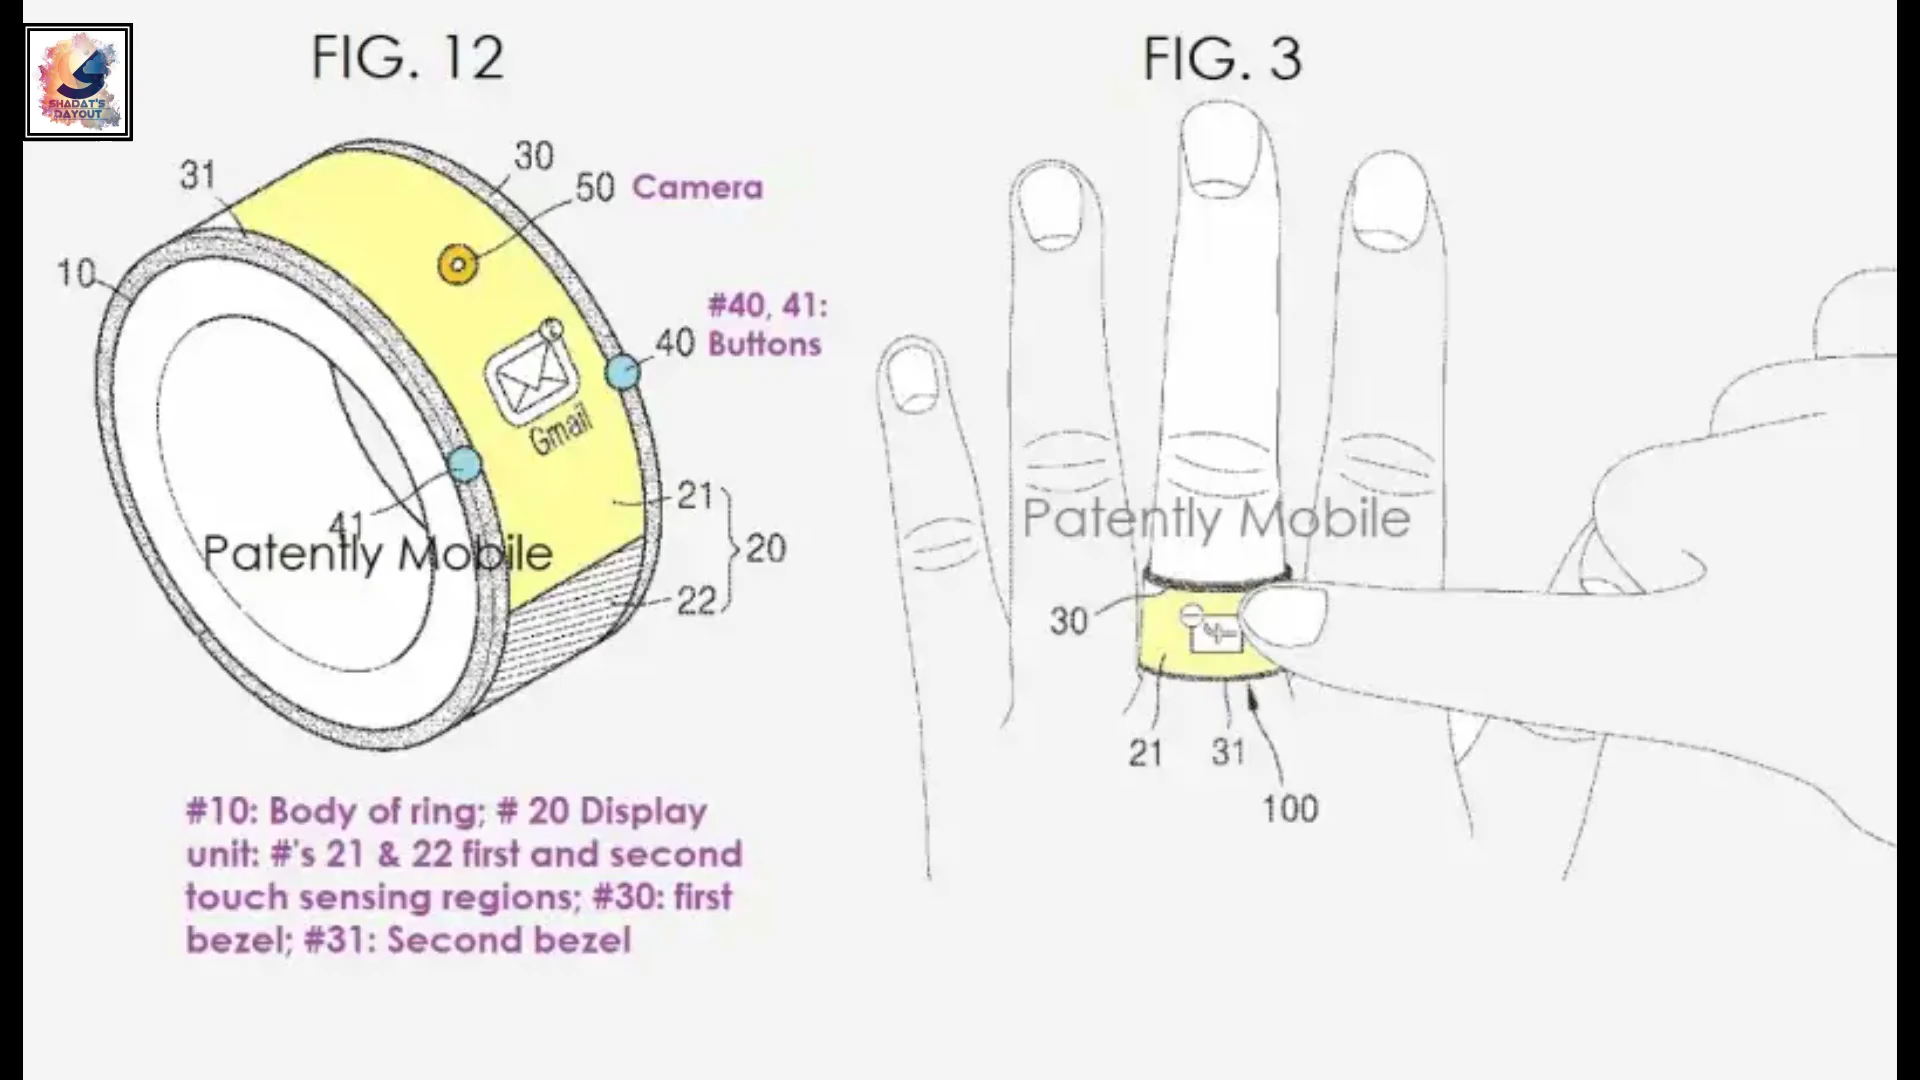 SHADAT'S
DAYOUT
FIG. 12
31
30
50 Camera
10
#40, 41:
40 Buttons
Gmail
21
41
20
Patently Mobile
22
#10: Body of ring; # 20 Display
unit: #'s 21 & 22 first and second
touch sensing regions; #30: first
bezel; #31: Second bezel
FIG. 3
Patently Mobile
30
21
31
100